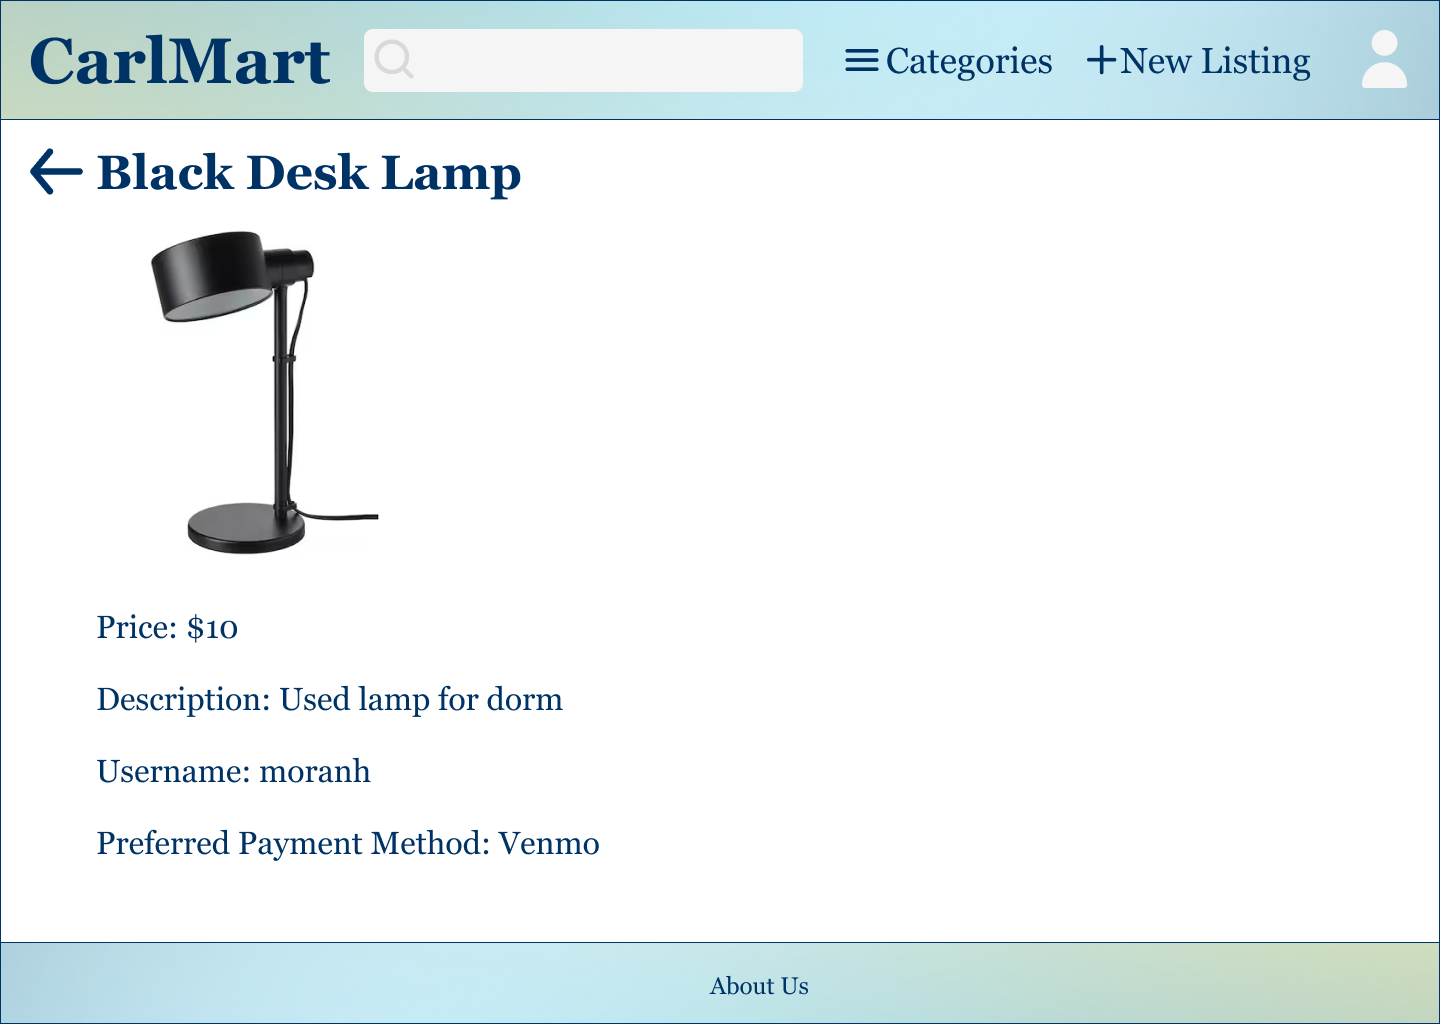 CarlMart
Categories
New Listing
Black Desk Lamp
Price: $10
Description: Used lamp for dorm
Username: moranh
Preferred Payment Method: Venmo
About Us